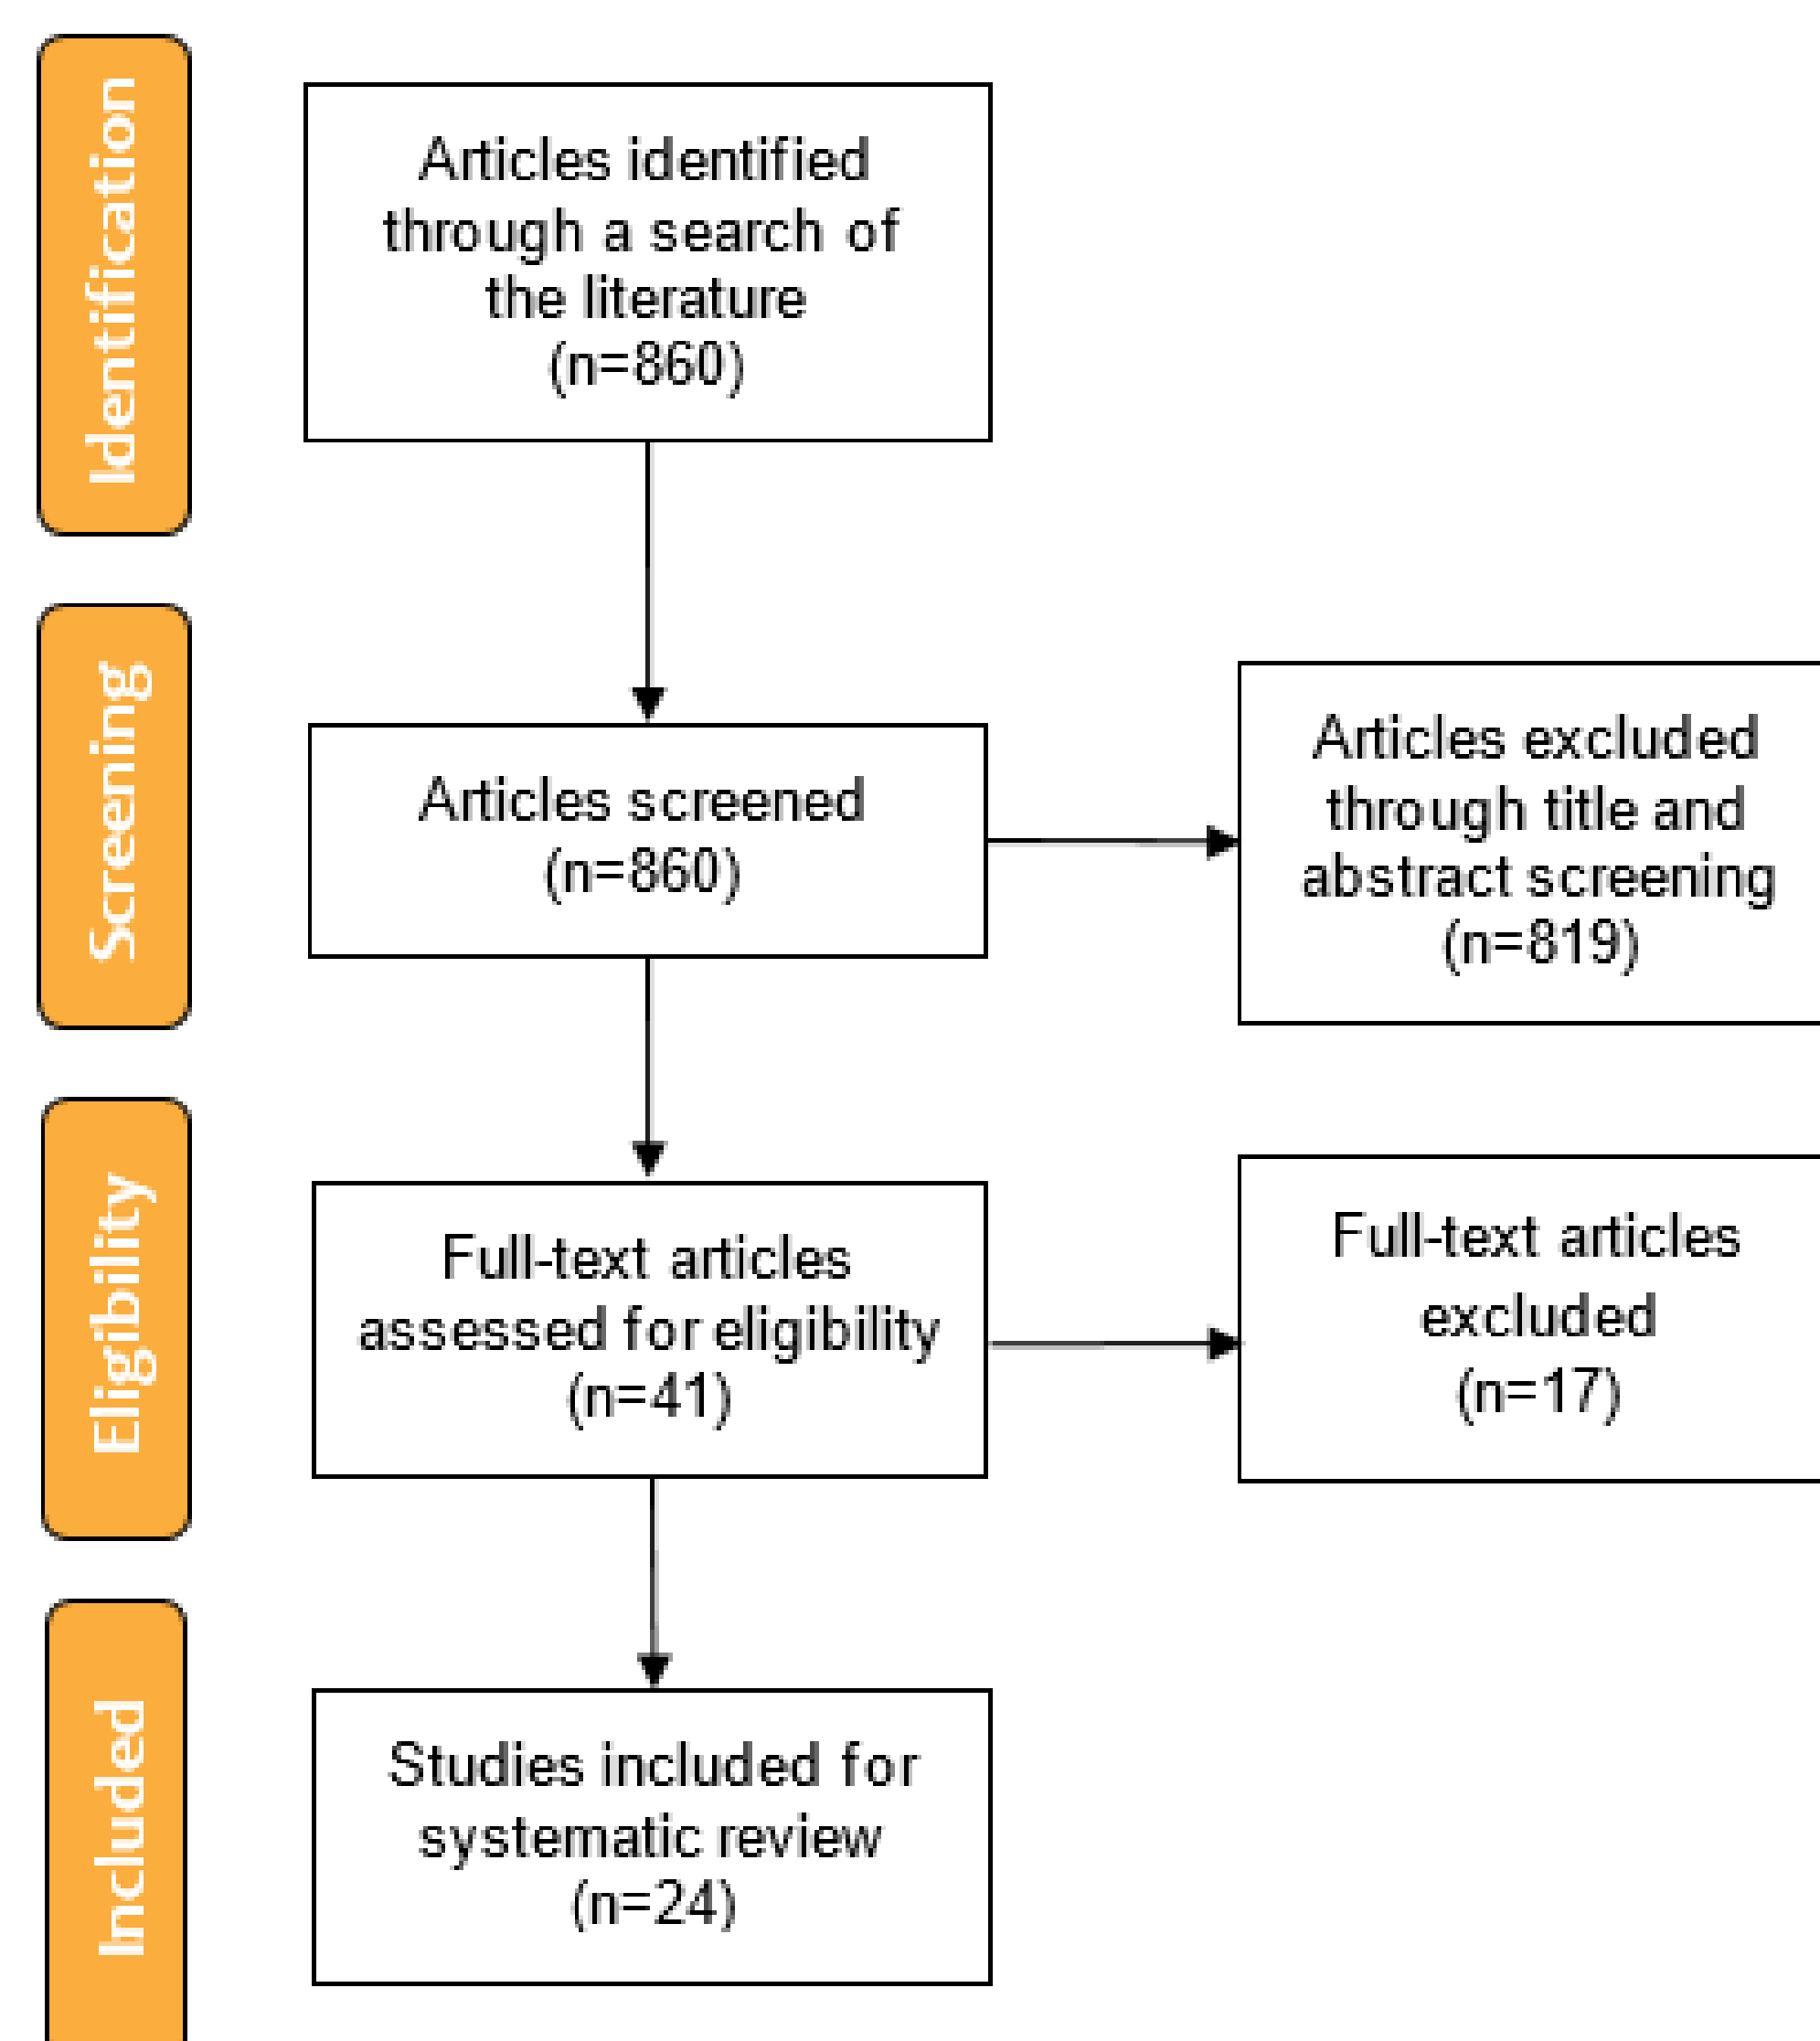 Identification
Articles identified
through a search of
the literature
(n=860)
Screening
Articles screened
(n=860)
Articles excluded
through title and
abstract screening
(n=819)
Eligibility
Full-text articles
assessed for eligibility
(n=41)
Full-text articles
excluded
(n=17)
Included
Studies included for
systematic review
(n=24)